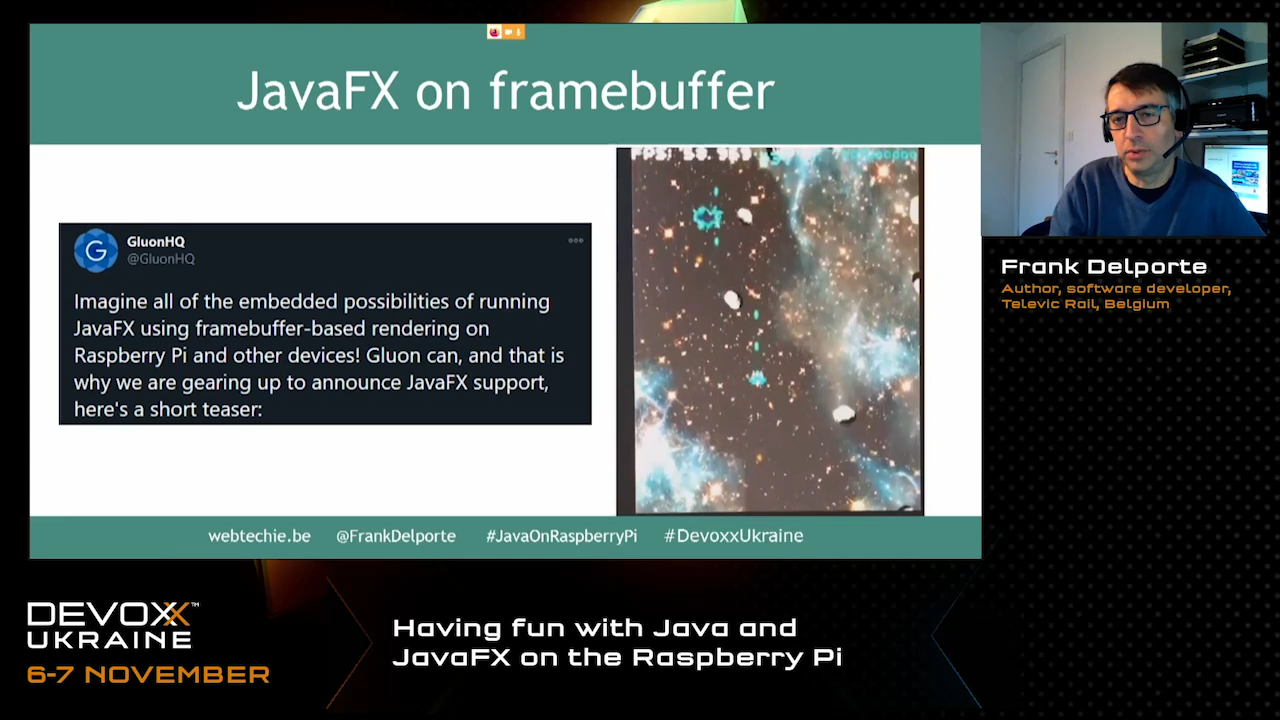 JavaFX on framebuffer
GluonHQ
@GluonHQ
Imagine all of the embedded possibilities of running
JavaFX using framebuffer-based rendering on
Raspberry Pi and other devices! Gluon can, and that is
why we are gearing up to announce JavaFX support,
here's a short teaser:
webtechie.be @FrankDelporte #JavaOnRaspberryPi #DevoxxUkraine
Frank Delporte
Author, software developer,
Televic Rail, Belgium
DEVOXX™
UKRAINE
6-7 NOVEMBER
Having fun with Java and
JavaFX on the Raspberry Pi